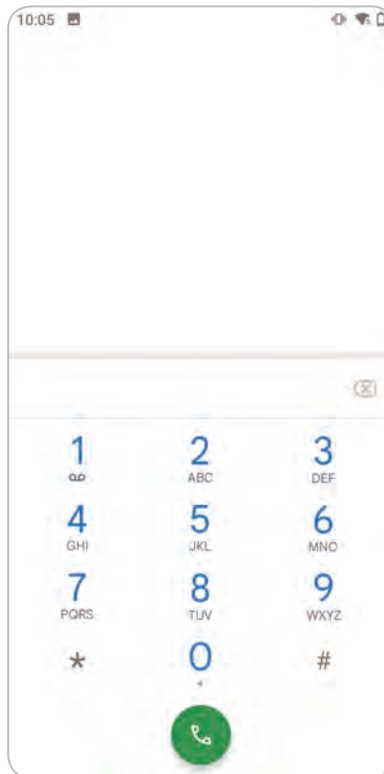 10:05
1 2 3
ABC DEF
4 5 6
GHI JKL MNO
7 8 9
PQRS TUV WXYZ
* 0 #
+